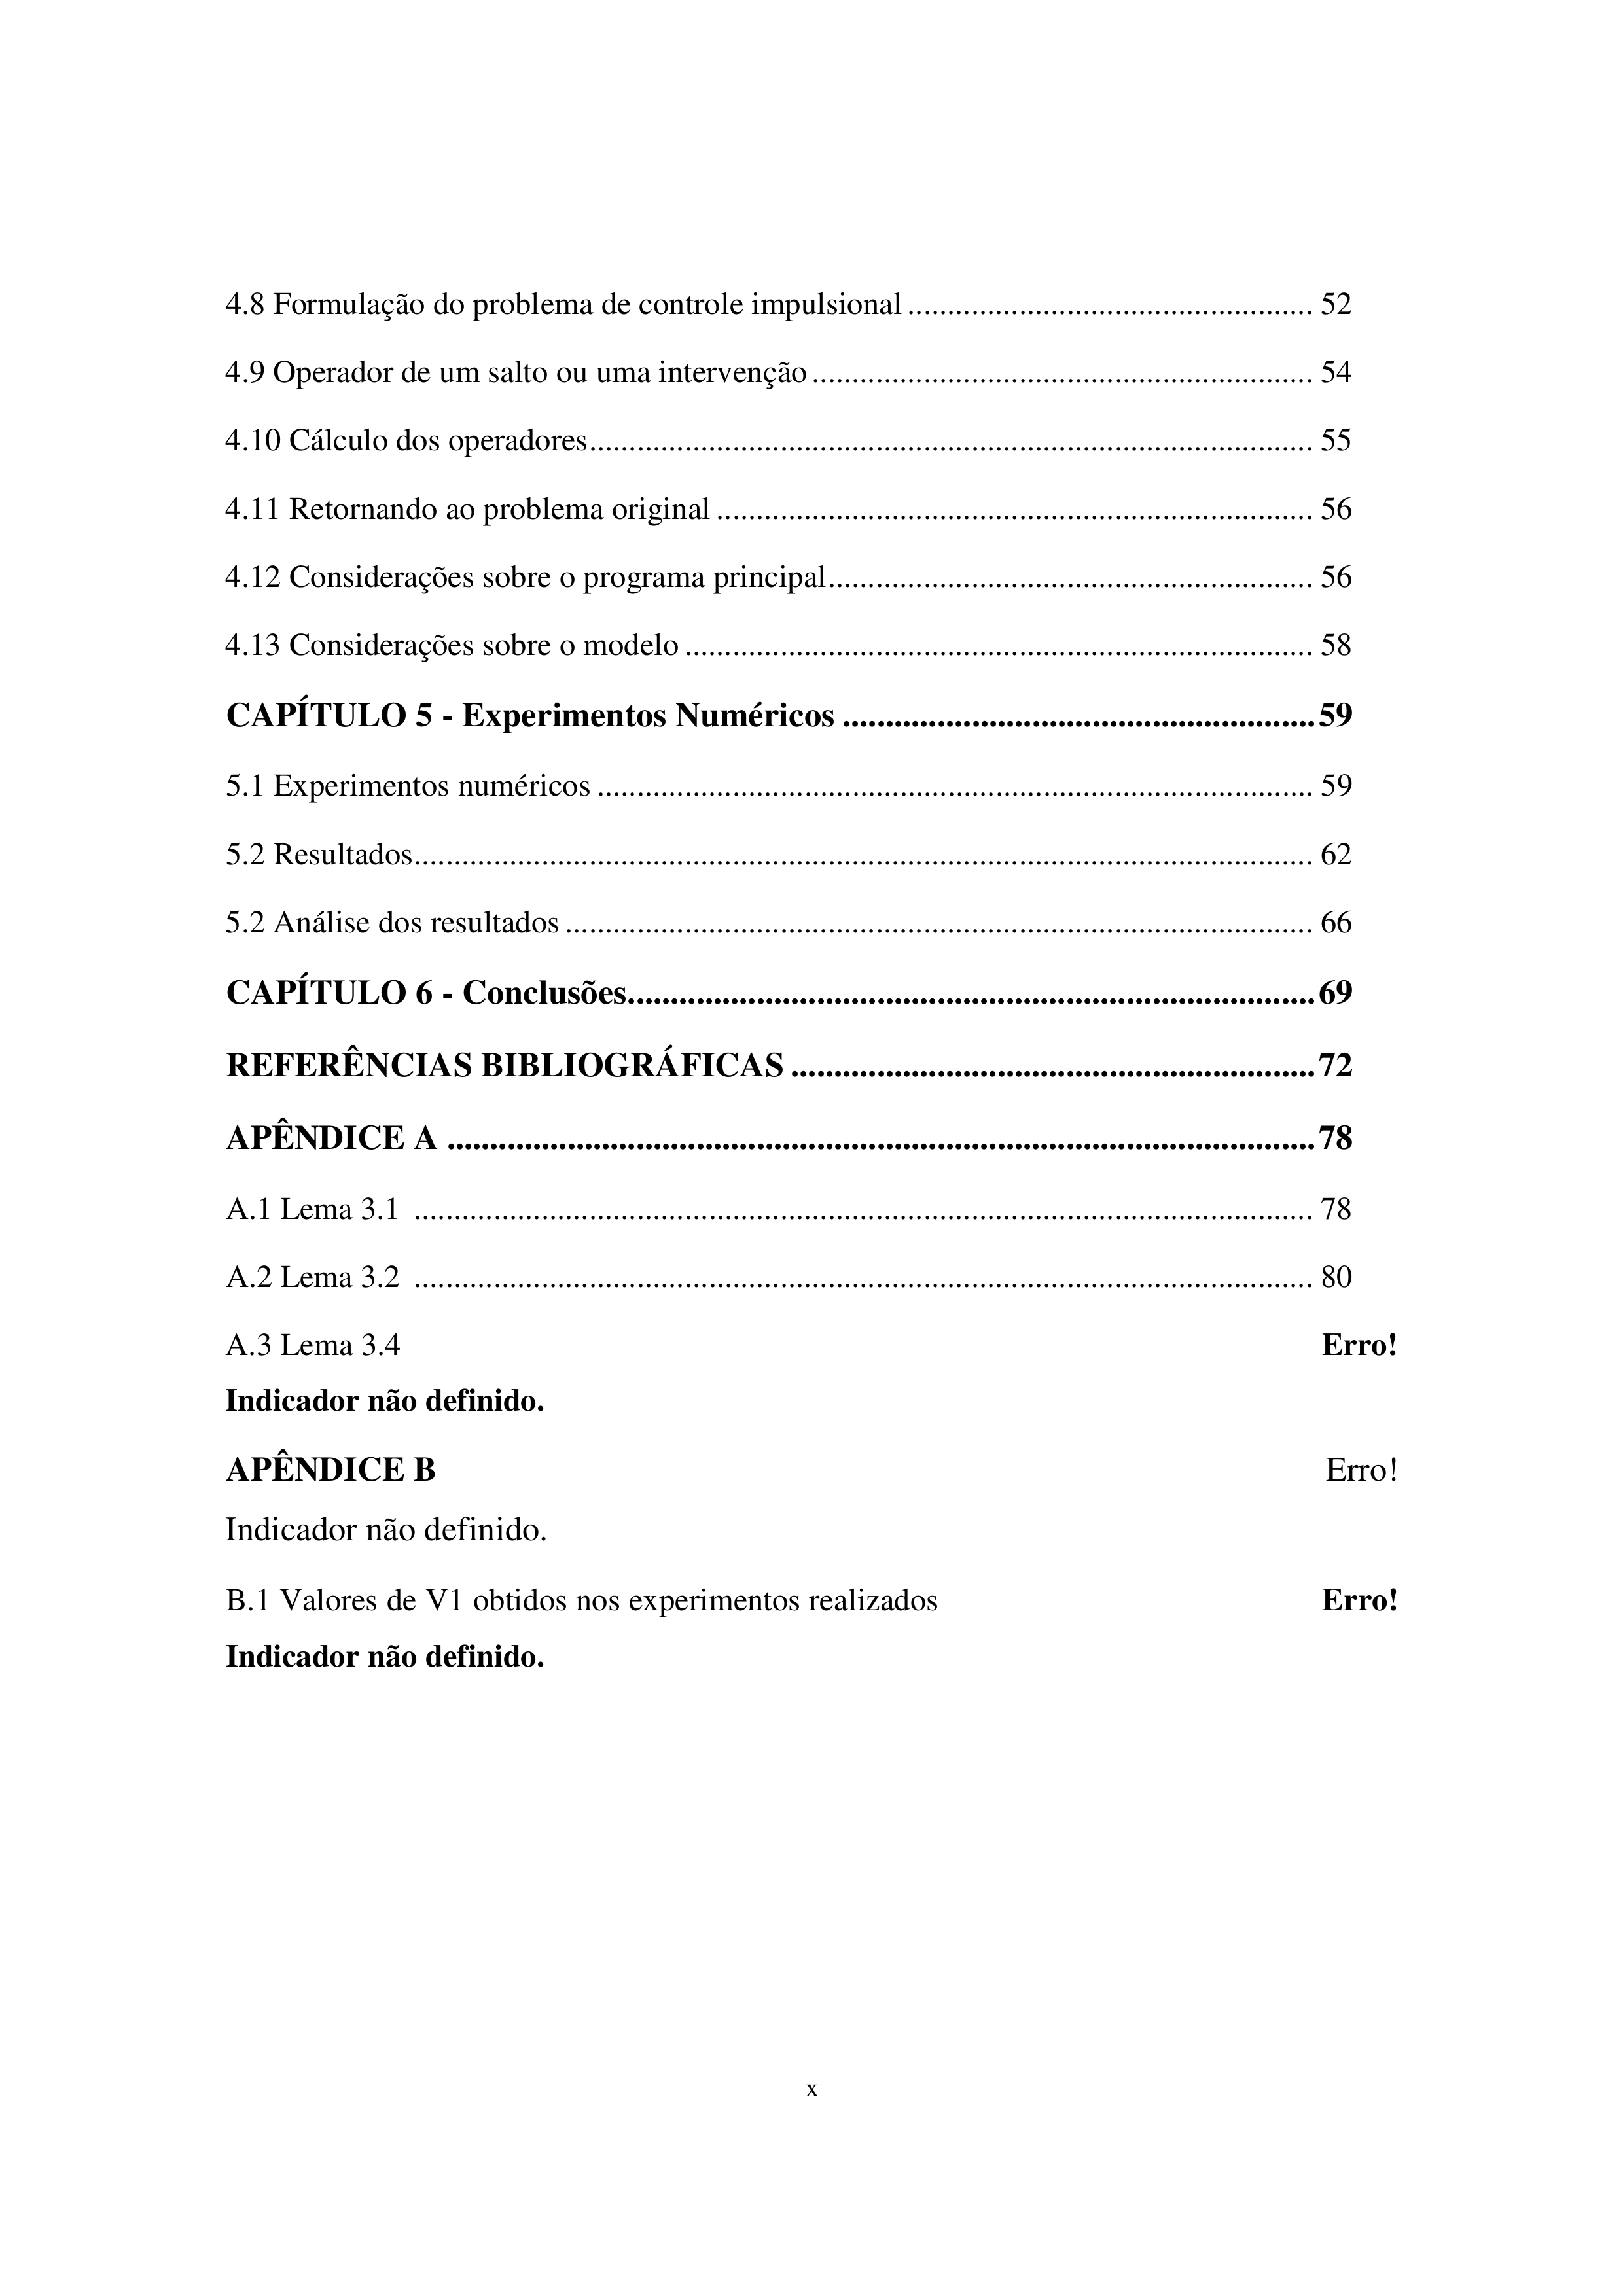 4.8 Formulação do problema de controle impulsional .................................................... 52
4.9 Operador de um salto ou uma intervenção ................................................................ 54
4.10 Cálculo dos operadores............................................................................................ 55
4.11 Retornando ao problema original ............................................................................ 56
4.12 Considerações sobre o programa principal.............................................................. 56
4.13 Considerações sobre o modelo ................................................................................ 58
CAPÍTULO 5 - Experimentos Numéricos ....................................................... 59
5.1 Experimentos numéricos ........................................................................................... 59
5.2 Resultados.................................................................................................................. 62
5.2 Análise dos resultados ............................................................................................... 66
CAPÍTULO 6 - Conclusões................................................................................ 69
REFERÊNCIAS BIBLIOGRÁFICAS ............................................................. 72
APÊNDICE A ..................................................................................................... 78
A.1 Lema 3.1 .................................................................................................................. 78
A.2 Lema 3.2 .................................................................................................................. 80
A.3 Lema 3.4 Erro!
Indicador não definido.
APÊNDICE B Erro!
Indicador não definido.
B.1 Valores de V1 obtidos nos experimentos realizados Erro!
Indicador não definido.
x